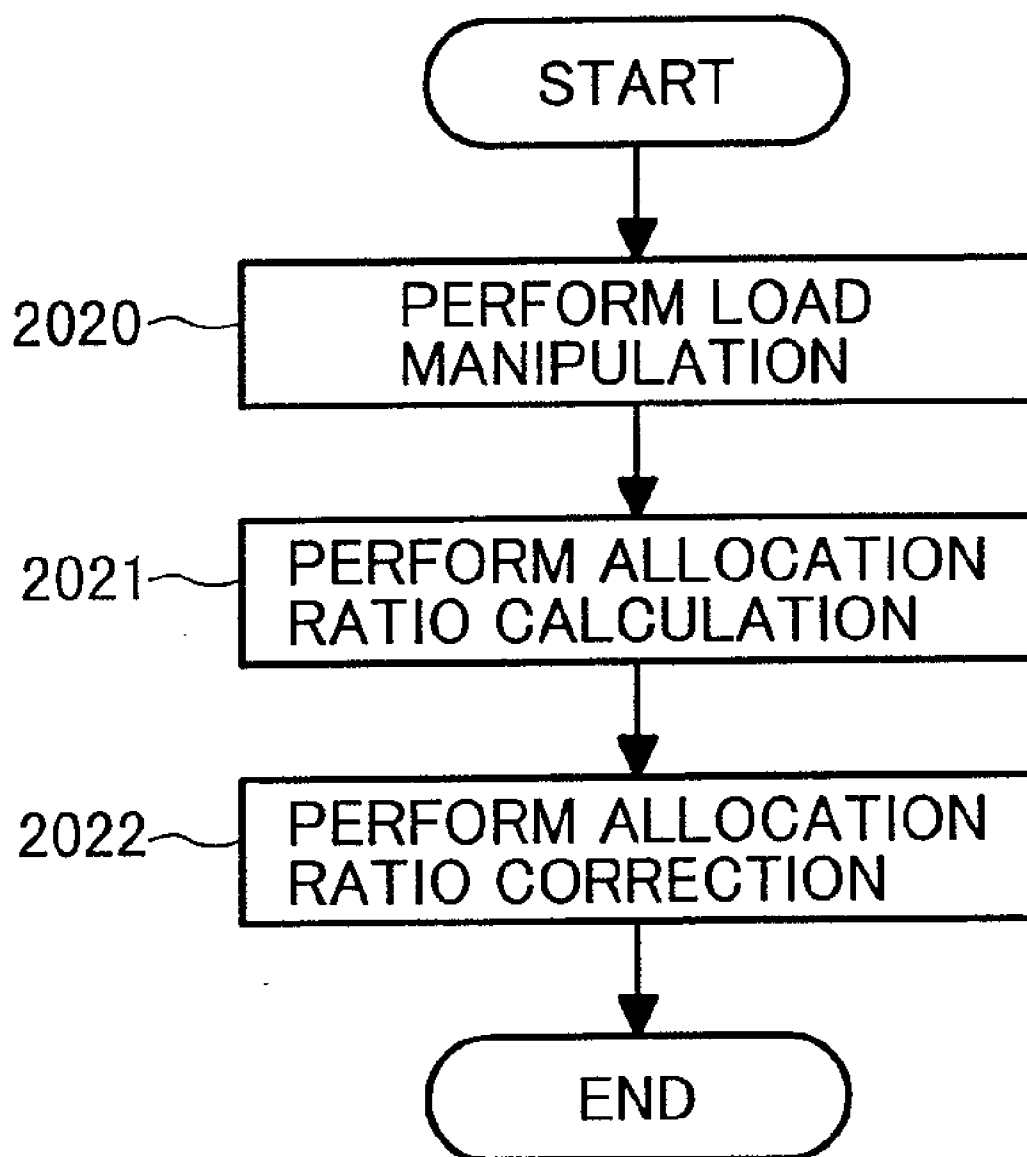 START
2020
PERFORM LOAD
MANIPULATION
2021
PERFORM ALLOCATION
RATIO CALCULATION
2022
PERFORM ALLOCATION
RATIO CORRECTION
END